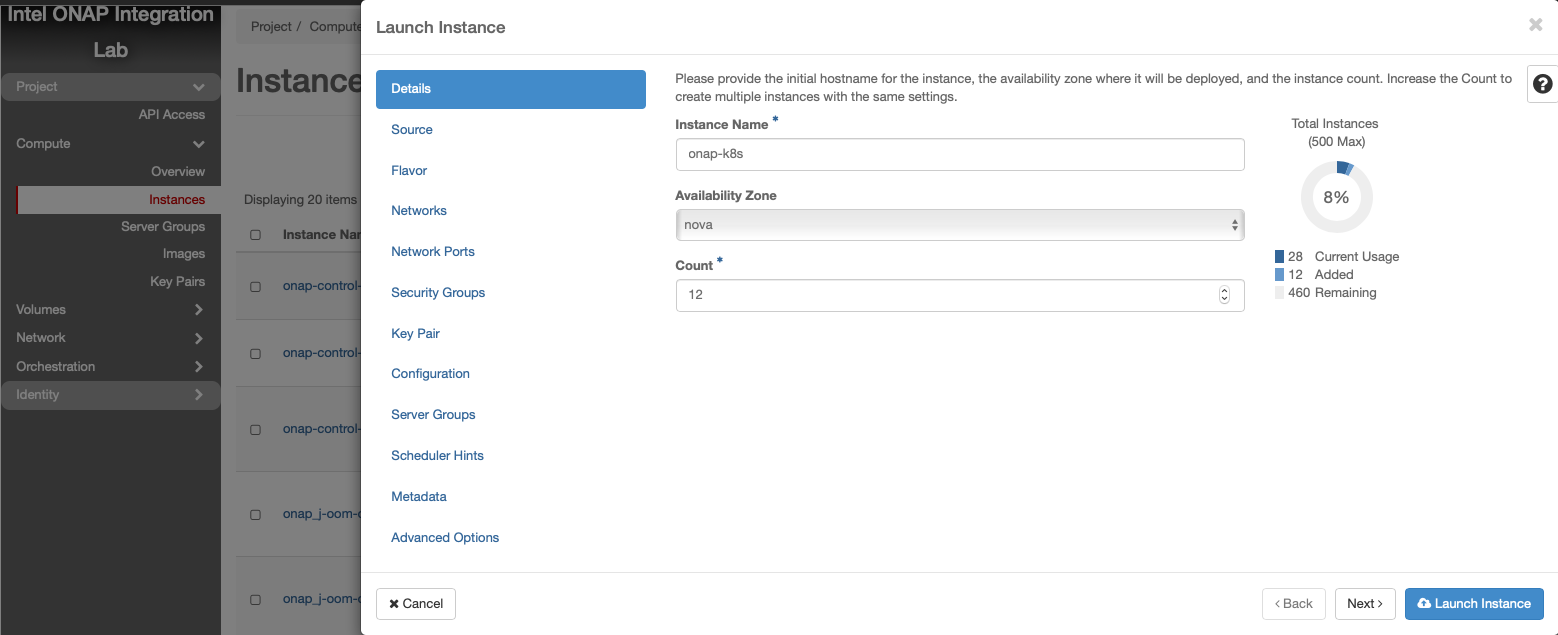 Intel ONAP Integration
Lab
Project
API Access
Compute
Overview
Instances
Server Groups
Images
Key Pairs
Volumes
Network
Orchestration
Identity
Project / Compute
Instance
Displaying 20 items
Instance Nar
onap-control-
onap-control-
onap-control-
onap_j-oom-
onap_j-oom-
Launch Instance
×
Details
Source
Flavor
Networks
Network Ports
Security Groups
Key Pair
Configuration
Server Groups
Scheduler Hints
Metadata
Advanced Options
Please provide the initial hostname for the instance, the availability zone where it will be deployed, and the instance count. Increase the Count to
create multiple instances with the same settings.
?
Instance Name *
onap-k8s
Availability Zone
nova
Count *
12
Total Instances
(500 Max)
8%
28 Current Usage
12 Added
460 Remaining
× Cancel
‹ Back
Next ›
Launch Instance